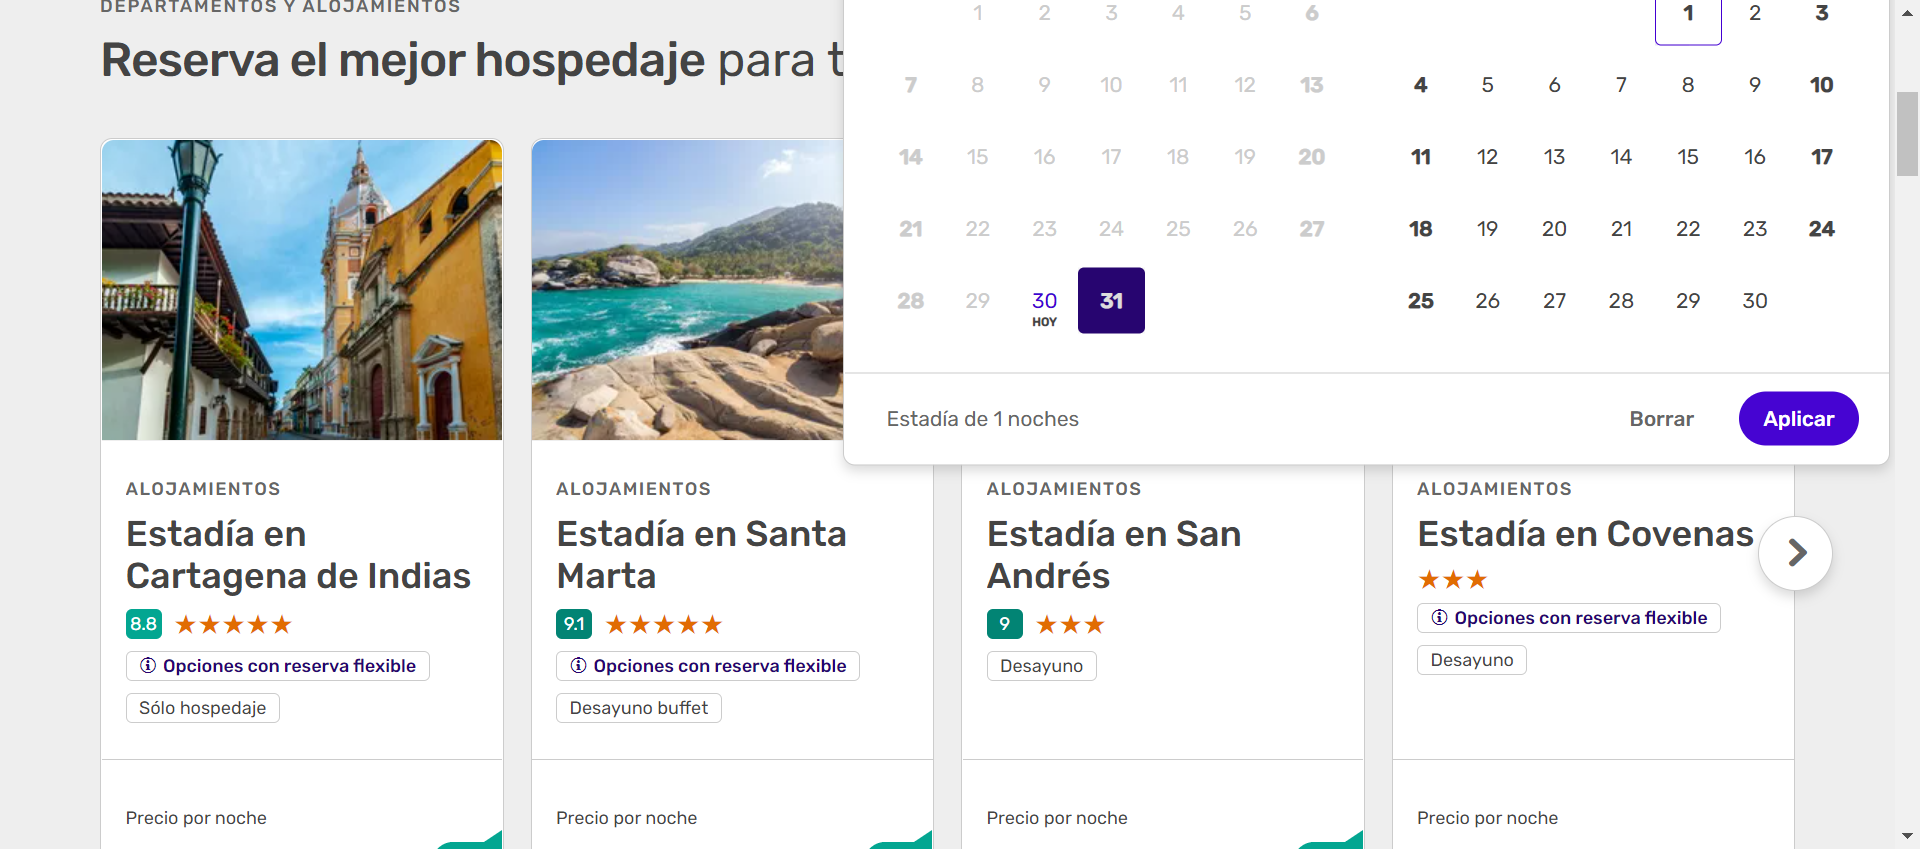 DEPARTAMENTOS Y ALOJAMIENTOS
Reserva el mejor hospedaje para
1 2 3 4 5 6
7 8 9 10 11 12 13
14 15 16 17 18 19 20
21 22 23 24 25 26 27
28 29 30 31
HOY
1 2 3
4 5 6 7 8 9 10
11 12 13 14 15 16 17
18 19 20 21 22 23 24
25 26 27 28 29 30
Estadía de 1 noches
Borrar
Aplicar
ALOJAMIENTOS
Estadía en
Cartagena de Indias
8.8
Opciones con reserva flexible
Sólo hospedaje
Precio por noche
ALOJAMIENTOS
Estadía en Santa
Marta
9.1
Opciones con reserva flexible
Desayuno buffet
Precio por noche
ALOJAMIENTOS
Estadía en San
Andrés
9
Desayuno
Precio por noche
ALOJAMIENTOS
Estadía en Covenas
Opciones con reserva flexible
Desayuno
Precio por noche